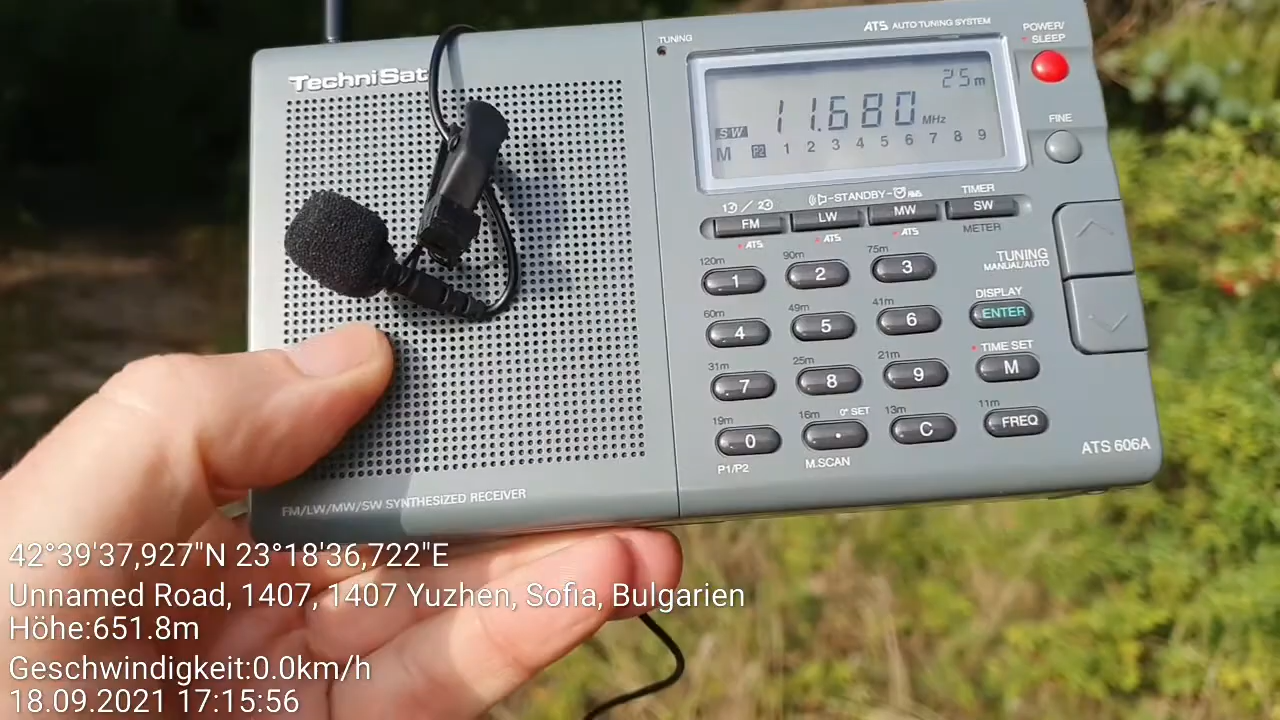 TechniSat
TUNING
ATS AUTO TUNING SYSTEM
POWER/
SLEEP
25m
SW 11.680 MHz
M P2 1 2 3 4 5 6 7 8 9
FINE
-STANDBY-
TIMER
FM LW MW SW
ATS ATS ATS METER
120m 90m 75m
1 2 3
TUNING
MANUAL/AUTO
60m 49m 41m
4 5 6
DISPLAY
ENTER
31m 25m 21m
7 8 9
TIME SET
M
19m 16m 0° SET 13m 11m
0 · C FREQ
P1/P2 M.SCAN
ATS 606A
FM/LW/MW/SW SYNTHESIZED RECEIVER
42°39'37,927"N 23°18'36,722"E
Unnamed Road, 1407, 1407 Yuzhen, Sofia, Bulgarien
Höhe:651.8m
Geschwindigkeit:0.0km/h
18.09.2021 17:15:56